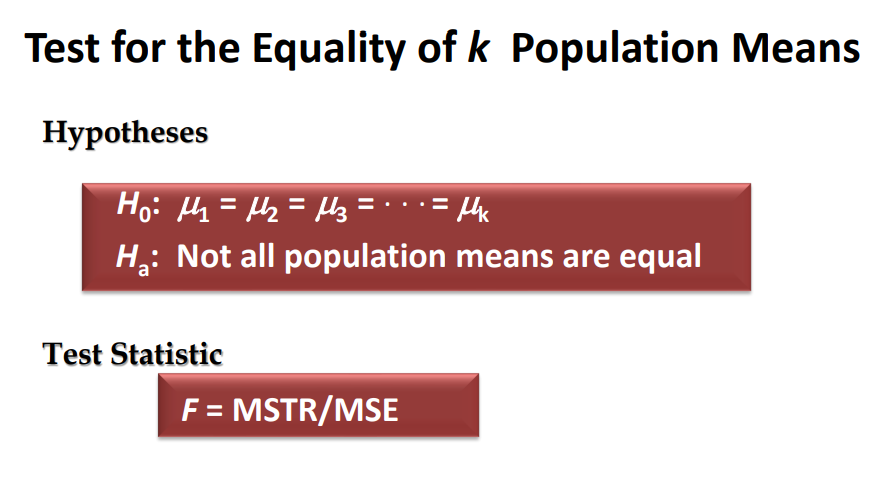 Test for the Equality of k Population Means
Hypotheses
H₀: μ₁ = μ₂ = μ₃ = · · · = μₖ
Hₐ: Not all population means are equal
Test Statistic
F = MSTR/MSE